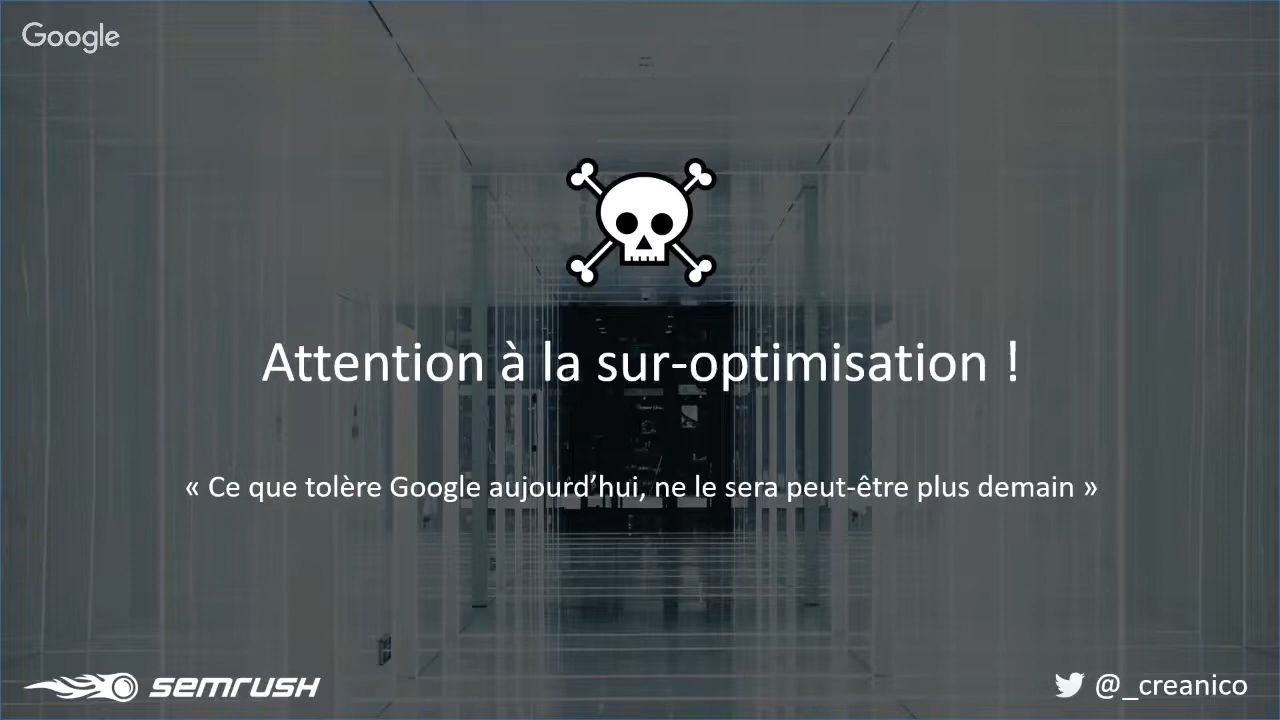 Google
Attention à la sur-optimisation !
« Ce que tolère Google aujourd’hui, ne le sera peut-être plus demain »
SEMRUSH
@_creanico